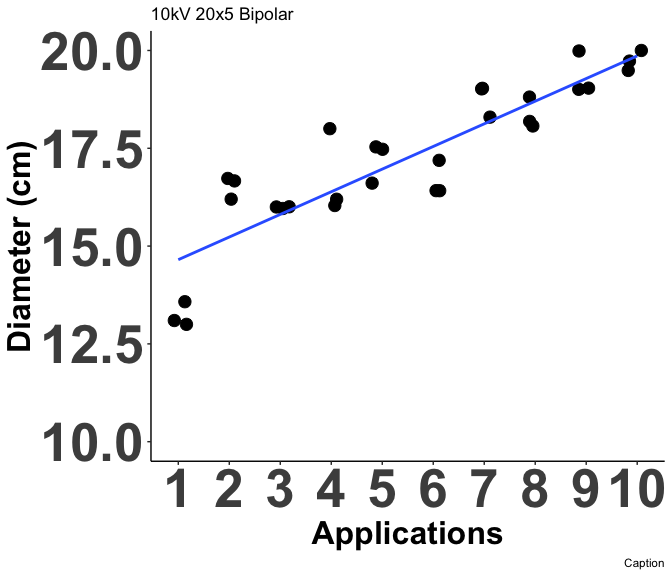 10kV 20x5 Bipolar
Diameter (cm)
20.0
17.5
15.0
12.5
10.0
1 2 3 4 5 6 7 8 9 10
Applications
Caption